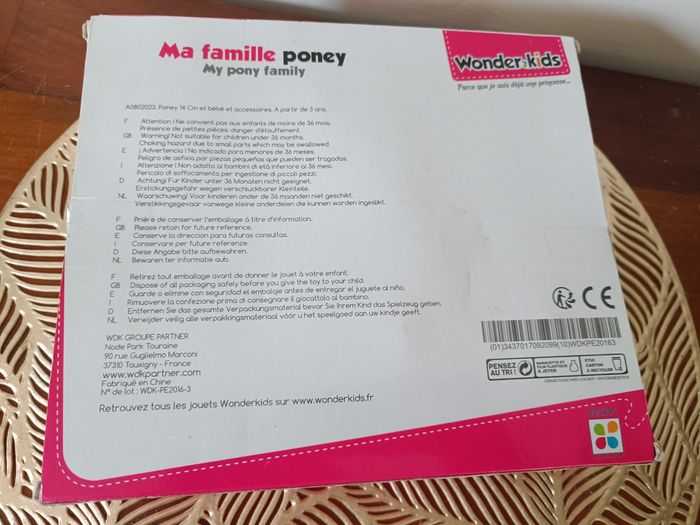 Ma famille poney
My pony family
Wonder kids
Parce que je suis déjà une princesse...
A0802023. Poney 14 Cm et bébé et accessoires. A partir de 3 ans.
F Attention ! Ne convient pas aux enfants de moins de 36 mois.
Présence de petites pièces: danger d'étouffement.
GB Warning! Not suitable for children under 36 months.
Choking hazard due to small parts which may be swallowed.
E ¡ Advertencia ! No indicado para menores de 36 meses.
Peligro de asfixia por piezas pequeñas que pueden ser tragadas.
I Attenzione ! Non adatto ai bambini di età inferiore ai 36 mesi.
Pericolo di soffocamento per ingestione di piccoli pezzi.
D Achtung! Fur Kinder unter 36 Monaten nicht geeignet.
Erstickungsgefahr wegen verschluckbarer Kleinteile.
NL Waarschuwing! Voor kinderen onder de 36 maanden niet geschikt.
Verstikkingsgevaar vanwege kleine onderdelen die kunnen worden ingeslikt.
F Prière de conserver l'emballage à titre d'information.
GB Please retain for future reference.
E Conserve la direccion para futuras consultas.
I Conservare per future referenze.
D Diese Angabe bitte aufbewahren.
NL Bewaren ter informatie aub.
F Retirez tout emballage avant de donner le jouet à votre enfant.
GB Dispose of all packaging safely before you give the toy to your child.
E Guarde o elimine con seguridad el embalaje antes de entregar el juguete al niño.
I Rimuovere la confezione prima di consegnare il giocattolo al bambino.
D Entfernen Sie das gesamte Verpackungsmaterial bevor Sie Ihrem Kind das Spielzeug geben.
NL Verwijder veilig alle verpakkingsmateriaal vóór u het speelgoed aan uw kindje geeft.
WDK GROUPE PARTNER
Node Park Touraine
90 rue Guglielmo Marconi
37310 Tauxigny - France
www.wdkpartner.com
Fabriqué en Chine
N° de lot : WDK-PE2016-3
Retrouvez tous les jouets Wonderkids sur www.wonderkids.fr
CE
(01)3437017092099(10)WDKPE20163
PENSEZ
AU TRI !
BARQUETTE ET
FILM PLASTIQUE
À JETER
ÉTUI
CARTON
À RECYCLER
WDK